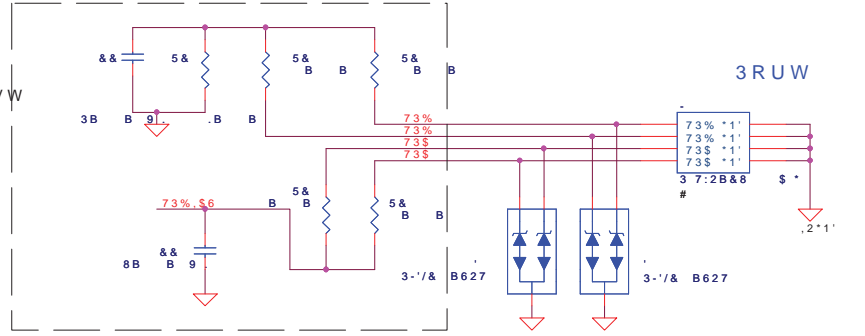 && 5& 5& 5&
B B B B
3RUW
/W
3B B 9. .B B
73%
73%
73$
73$
-
73% *1'
73% *1'
73$ *1'
73$ *1'
3 7:2B&8 $ *
#
,2*1'
5& 5&
B B B
73%,$6 B
&&
8B B 9 .
' '
3-'/& B627 3-'/& B627